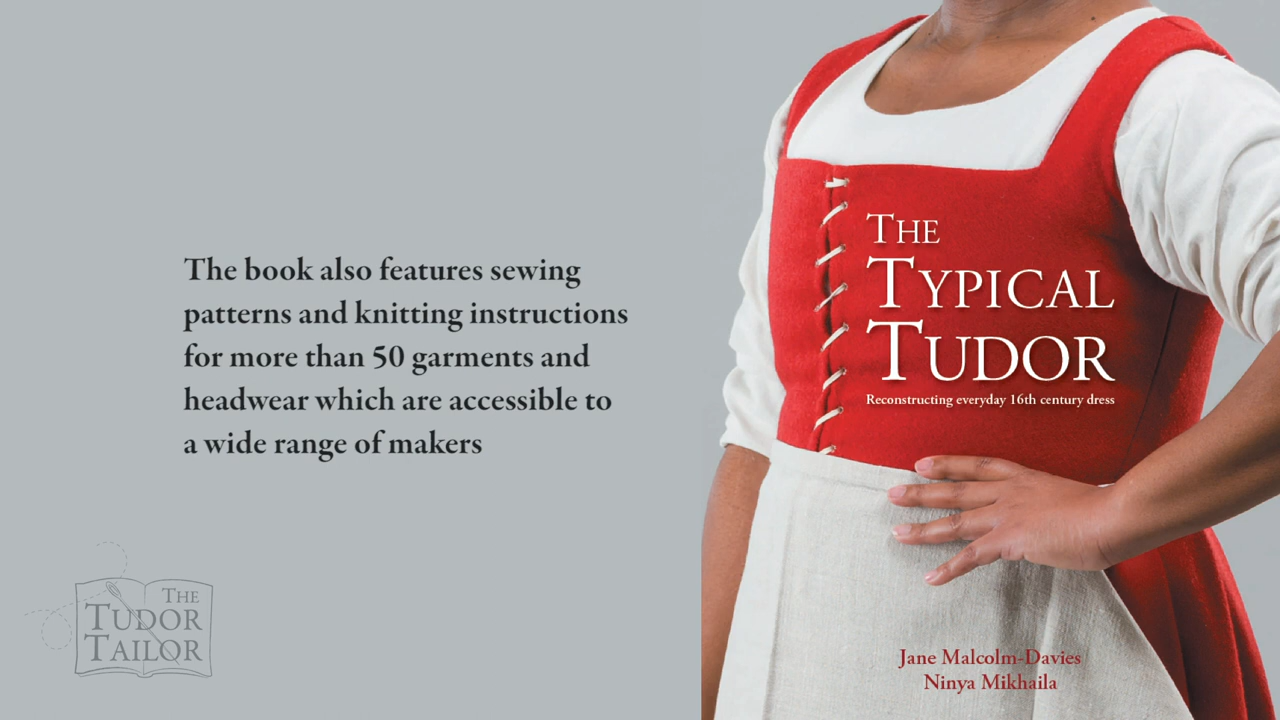 The book also features sewing
patterns and knitting instructions
for more than 50 garments and
headwear which are accessible to
a wide range of makers
THE
TUDOR
TAILOR
THE
TYPICAL
TUDOR
Reconstructing everyday 16th century dress
Jane Malcolm-Davies
Ninya Mikhaila